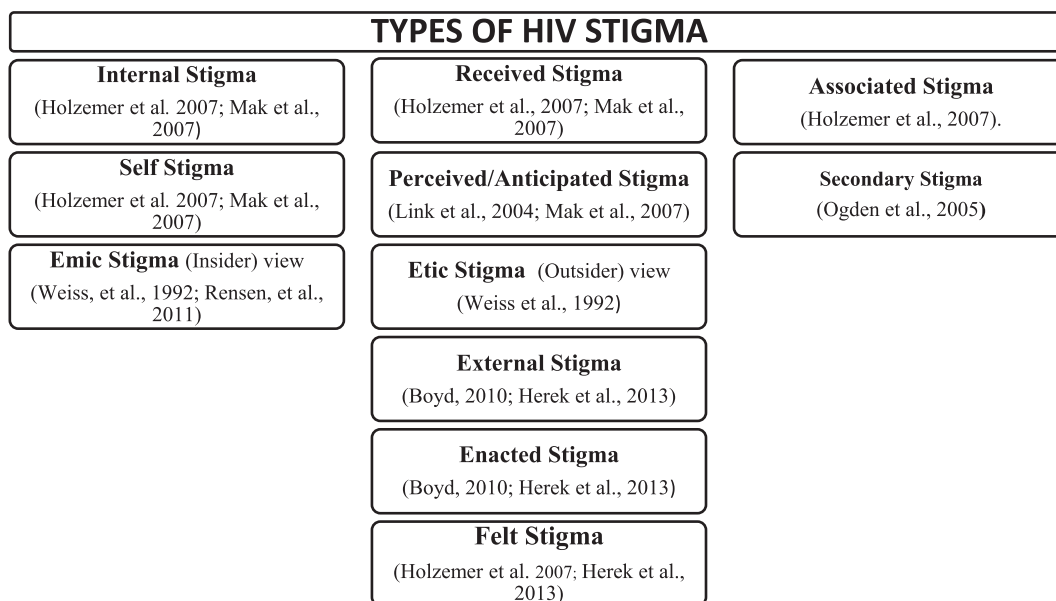 TYPES OF HIV STIGMA
Internal Stigma
(Holzemer et al. 2007; Mak et al.,
2007)
Self Stigma
(Holzemer et al. 2007; Mak et al.,
2007)
Emic Stigma (Insider) view
(Weiss, et al., 1992; Rensen, et al.,
2011)
Received Stigma
(Holzemer et al., 2007; Mak et al.,
2007)
Perceived/Anticipated Stigma
(Link et al., 2004; Mak et al., 2007)
Etic Stigma (Outsider) view
(Weiss et al., 1992)
External Stigma
(Boyd, 2010; Herek et al., 2013)
Enacted Stigma
(Boyd, 2010; Herek et al., 2013)
Felt Stigma
(Holzemer et al. 2007; Herek et al.,
2013)
Associated Stigma
(Holzemer et al., 2007).
Secondary Stigma
(Ogden et al., 2005)